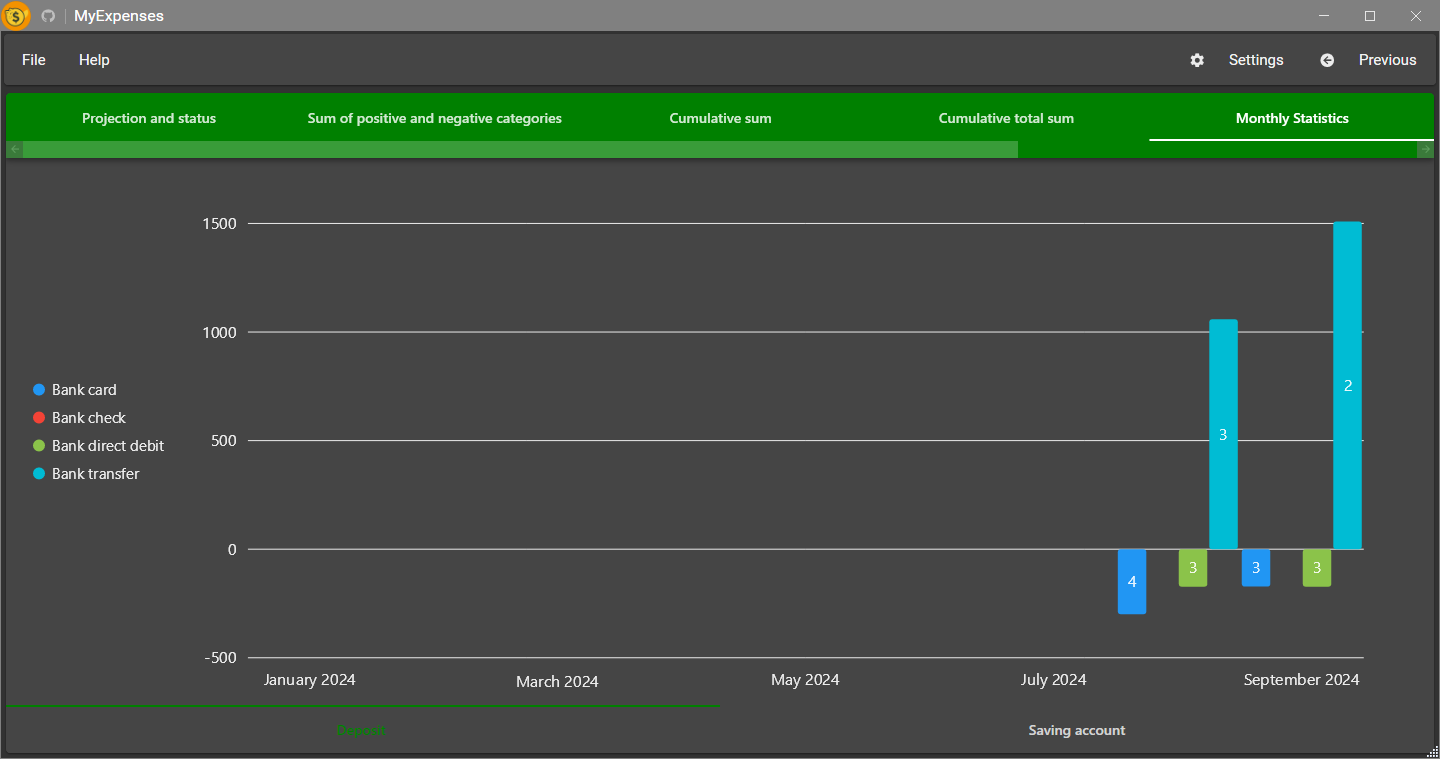 MyExpenses
File Help Settings Previous
Projection and status Sum of positive and negative categories Cumulative sum Cumulative total sum Monthly Statistics
1500
1000
500
0
-500
Bank card
Bank check
Bank direct debit
Bank transfer
4 3 3 3 3 2
January 2024 March 2024 May 2024 July 2024 September 2024
Deposit Saving account